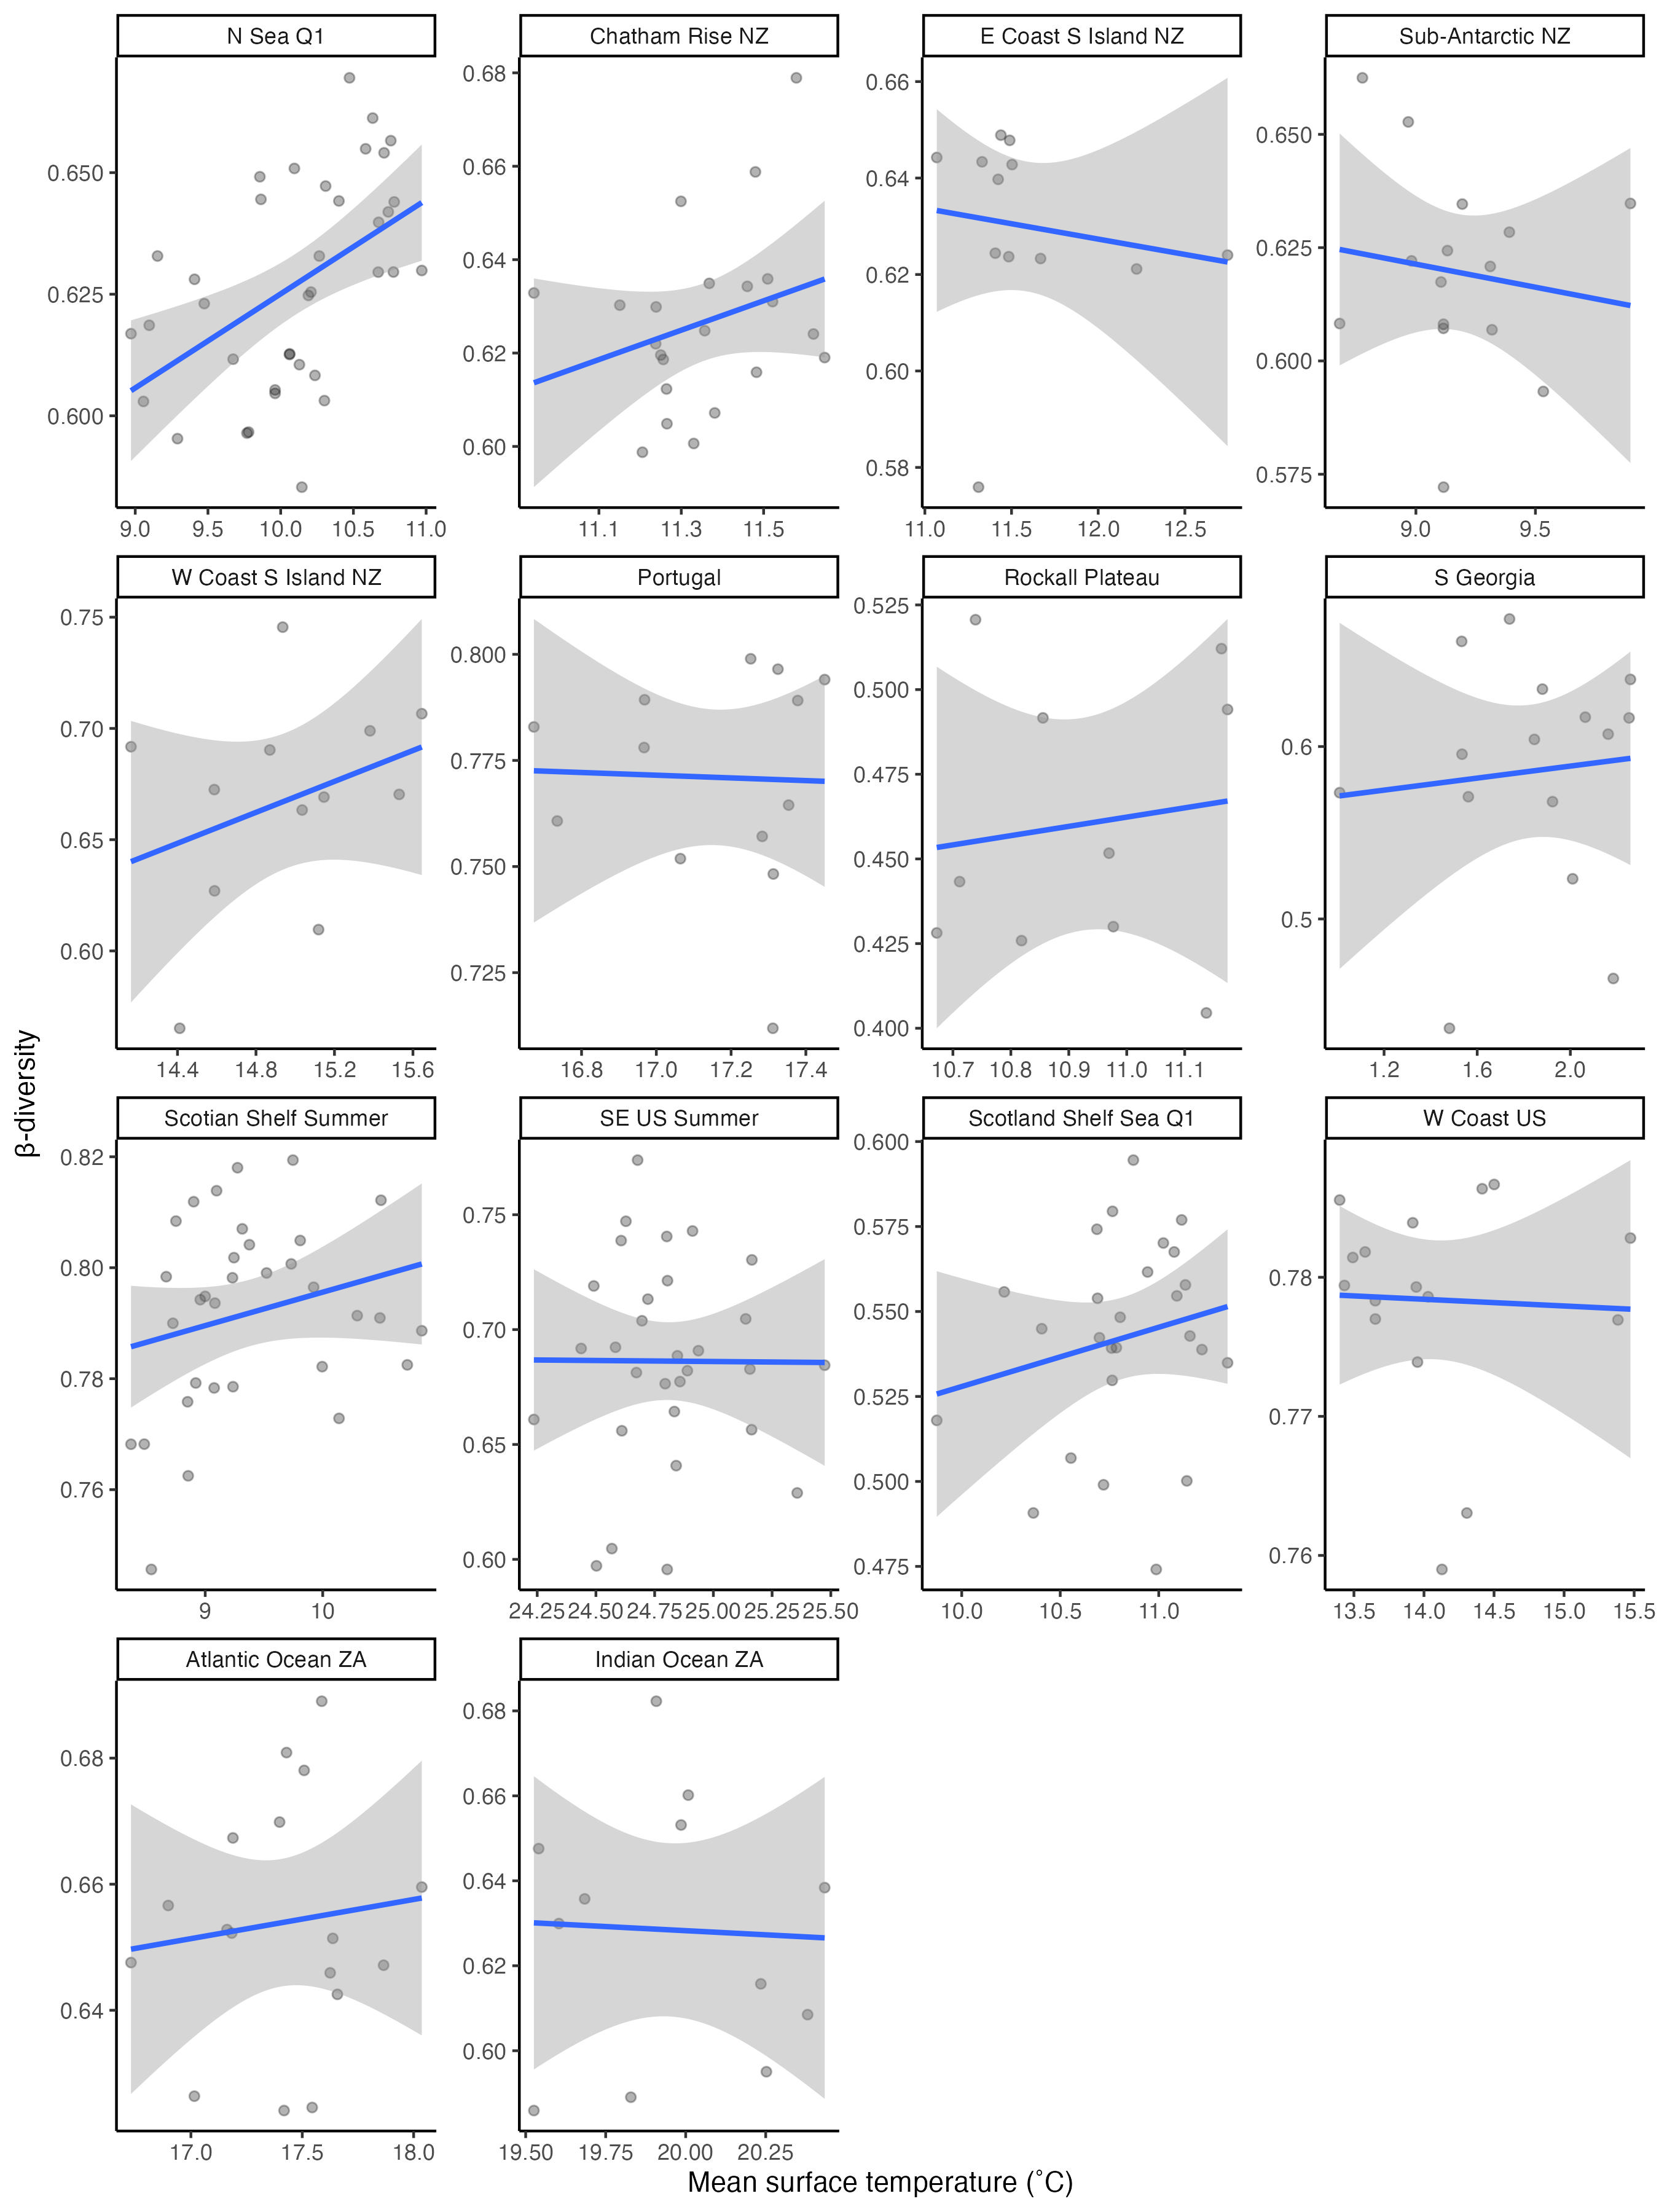 N Sea Q1
Chatham Rise NZ
E Coast S Island NZ
Sub-Antarctic NZ
0.650
0.625
0.600
9.0 9.5 10.0 10.5 11.0
0.68
0.66
0.64
0.62
0.60
11.1 11.3 11.5
0.66
0.64
0.62
0.60
0.58
11.0 11.5 12.0 12.5
0.650
0.625
0.600
0.575
9.0 9.5
W Coast S Island NZ
Portugal
Rockall Plateau
S Georgia
0.75
0.70
0.65
0.60
14.4 14.8 15.2 15.6
0.800
0.775
0.750
0.725
16.8 17.0 17.2 17.4
0.525
0.500
0.475
0.450
0.425
0.400
10.7 10.8 10.9 11.0 11.1
0.6
0.5
1.2 1.6 2.0
β-diversity
Scotian Shelf Summer
SE US Summer
Scotland Shelf Sea Q1
W Coast US
0.82
0.80
0.78
0.76
9 10
0.75
0.70
0.65
0.60
24.25 24.50 24.75 25.00 25.25 25.50
0.600
0.575
0.550
0.525
0.500
0.475
10.0 10.5 11.0
0.78
0.77
0.76
13.5 14.0 14.5 15.0 15.5
Atlantic Ocean ZA
Indian Ocean ZA
0.68
0.66
0.64
17.0 17.5 18.0
0.68
0.66
0.64
0.62
0.60
19.50 19.75 20.00 20.25
Mean surface temperature (˚C)